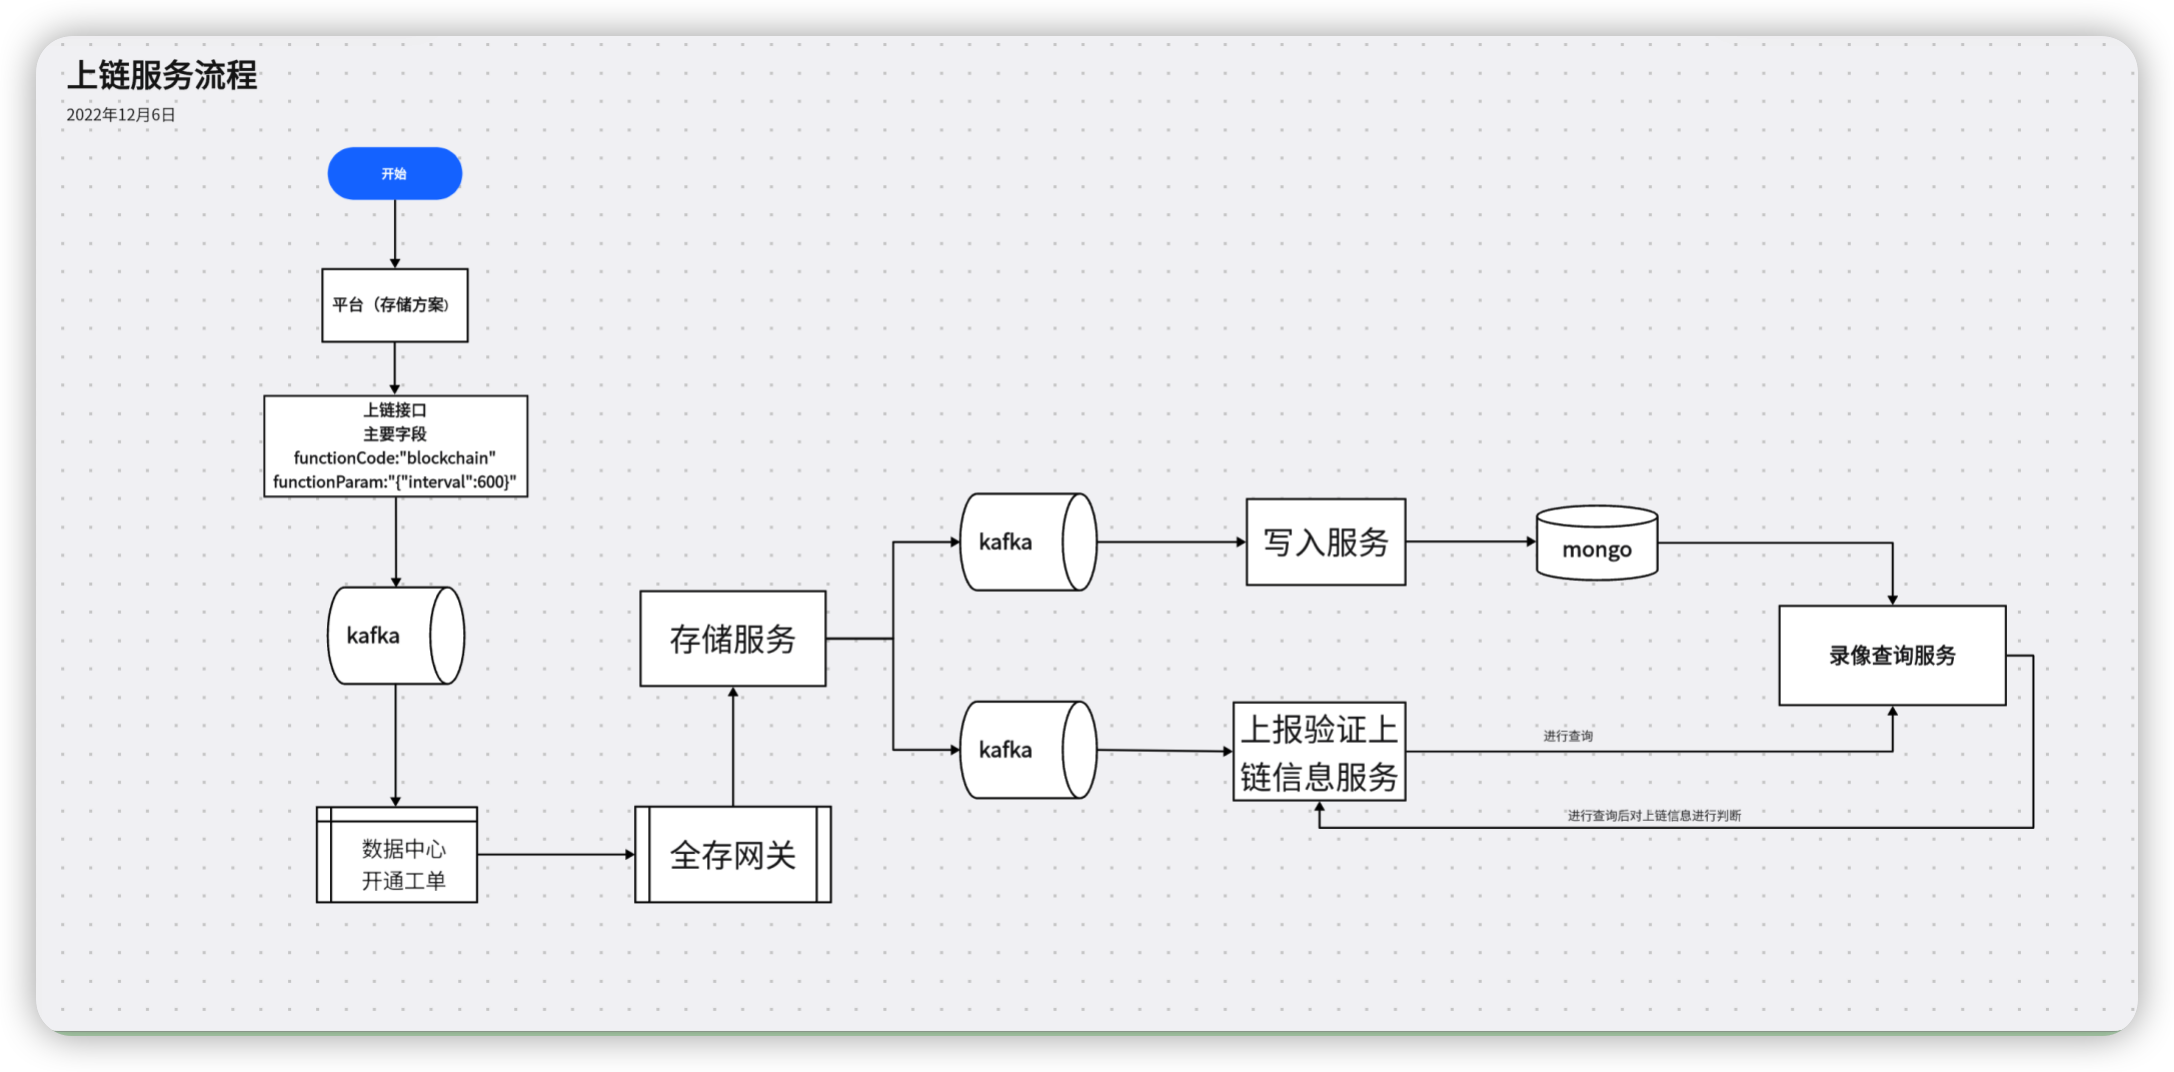 上链服务流程
2022年12月6日
开始
平台（存储方案）
上链接口
主要字段
functionCode:"blockchain"
functionParam:"{"interval":600}"
kafka
数据中心
开通工单
全存网关
存储服务
kafka
写入服务
mongo
录像查询服务
kafka
上报验证上
链信息服务
进行查询
进行查询后对上链信息进行判断